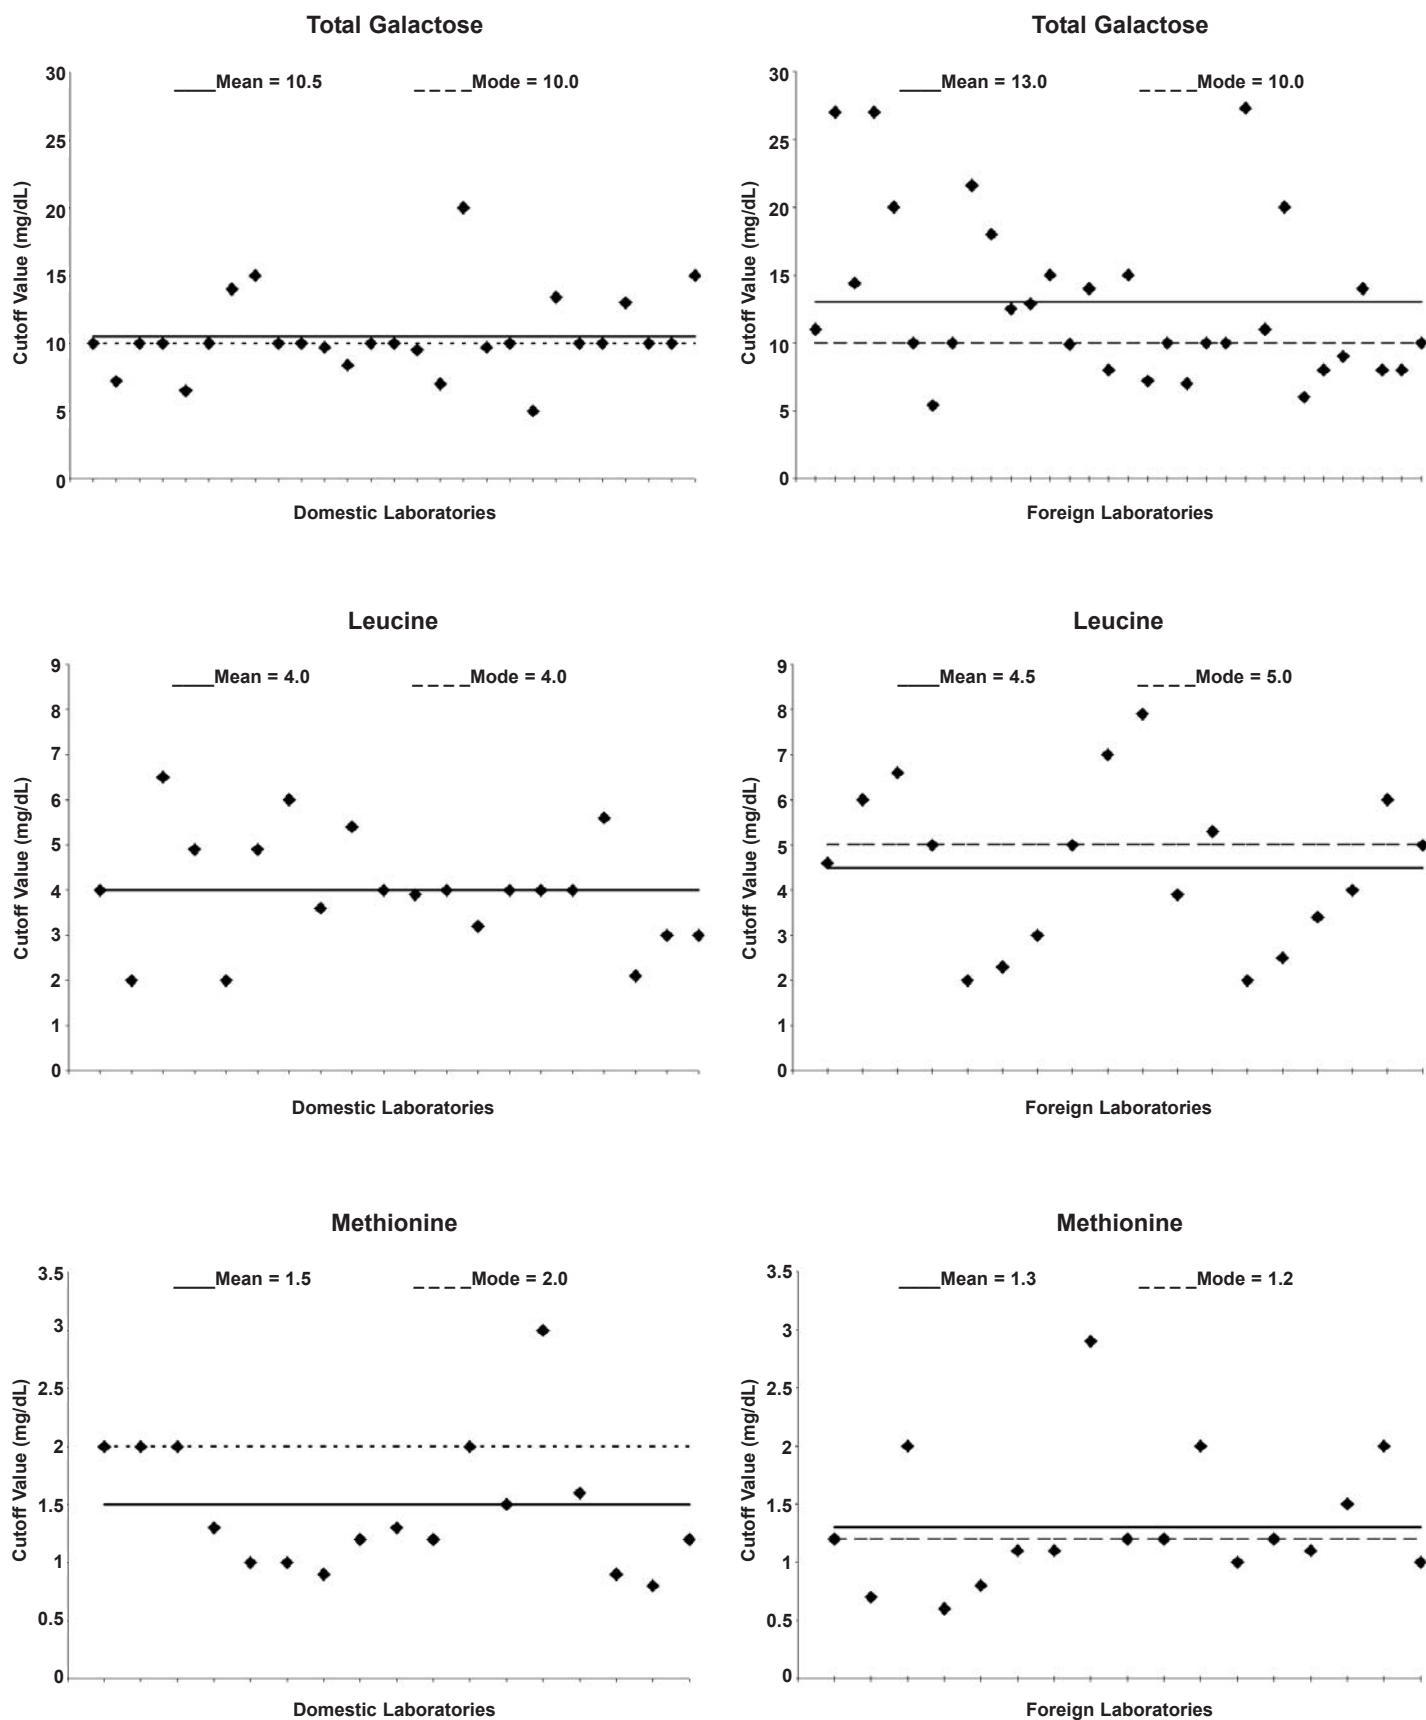 Total Galactose
____Mean = 10.5 _ _ _ _Mode = 10.0
30
25
20
15
10
5
0
Cutoff Value (mg/dL)
Domestic Laboratories
Total Galactose
____Mean = 13.0 _ _ _ _Mode = 10.0
30
25
20
15
10
5
0
Cutoff Value (mg/dL)
Foreign Laboratories
Leucine
____Mean = 4.0 _ _ _ _Mode = 4.0
9
8
7
6
5
4
3
2
1
0
Cutoff Value (mg/dL)
Domestic Laboratories
Leucine
____Mean = 4.5 _ _ _ _Mode = 5.0
9
8
7
6
5
4
3
2
1
0
Cutoff Value (mg/dL)
Foreign Laboratories
Methionine
____Mean = 1.5 _ _ _ _Mode = 2.0
3.5
3
2.5
2
1.5
1
0.5
0
Cutoff Value (mg/dL)
Domestic Laboratories
Methionine
____Mean = 1.3 _ _ _ _Mode = 1.2
3.5
3
2.5
2
1.5
1
0.5
0
Cutoff Value (mg/dL)
Foreign Laboratories